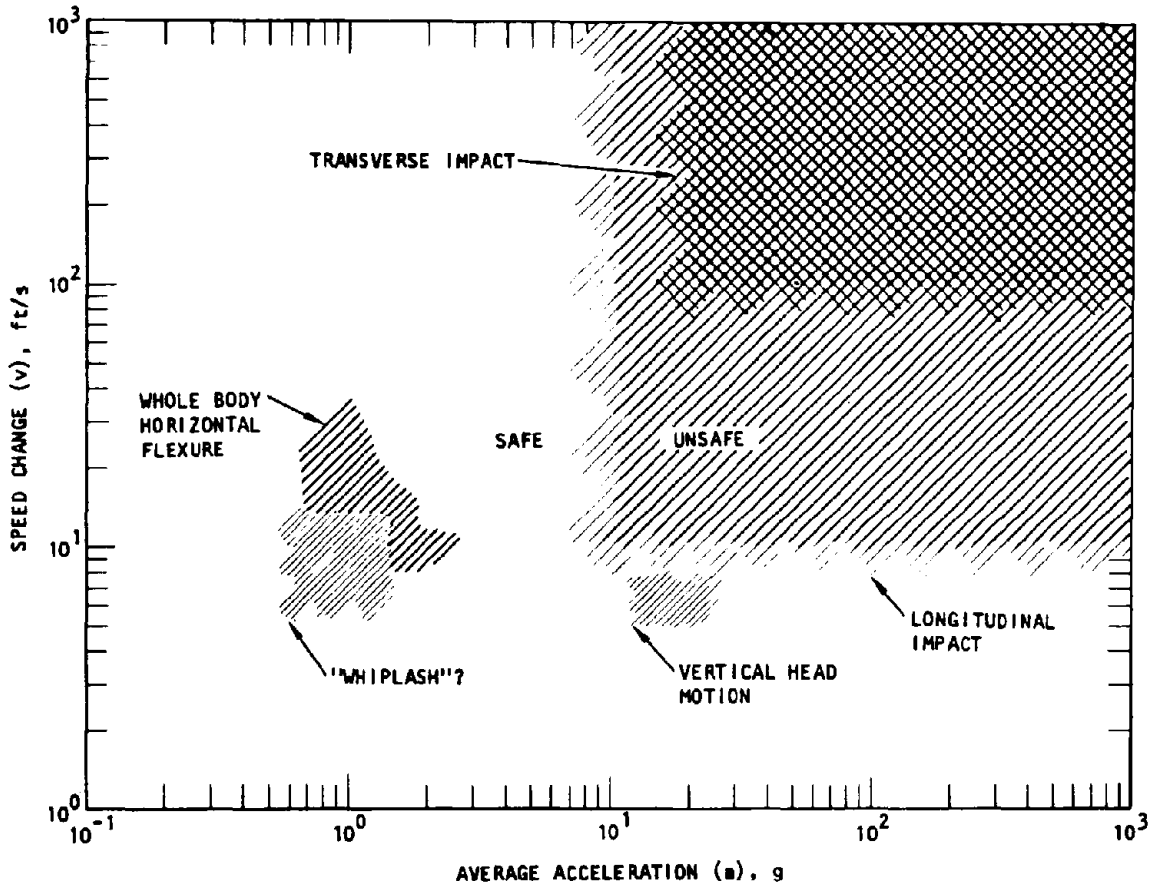 10³
TRANSVERSE IMPACT
10²
SPEED CHANGE (v), ft/s
WHOLE BODY
HORIZONTAL
FLEXURE
SAFE
UNSAFE
10¹
LONGITUDINAL
IMPACT
"WHIPLASH"?
VERTICAL HEAD
MOTION
10⁰
10⁻¹
10⁰
10¹
10²
10³
AVERAGE ACCELERATION (a), g